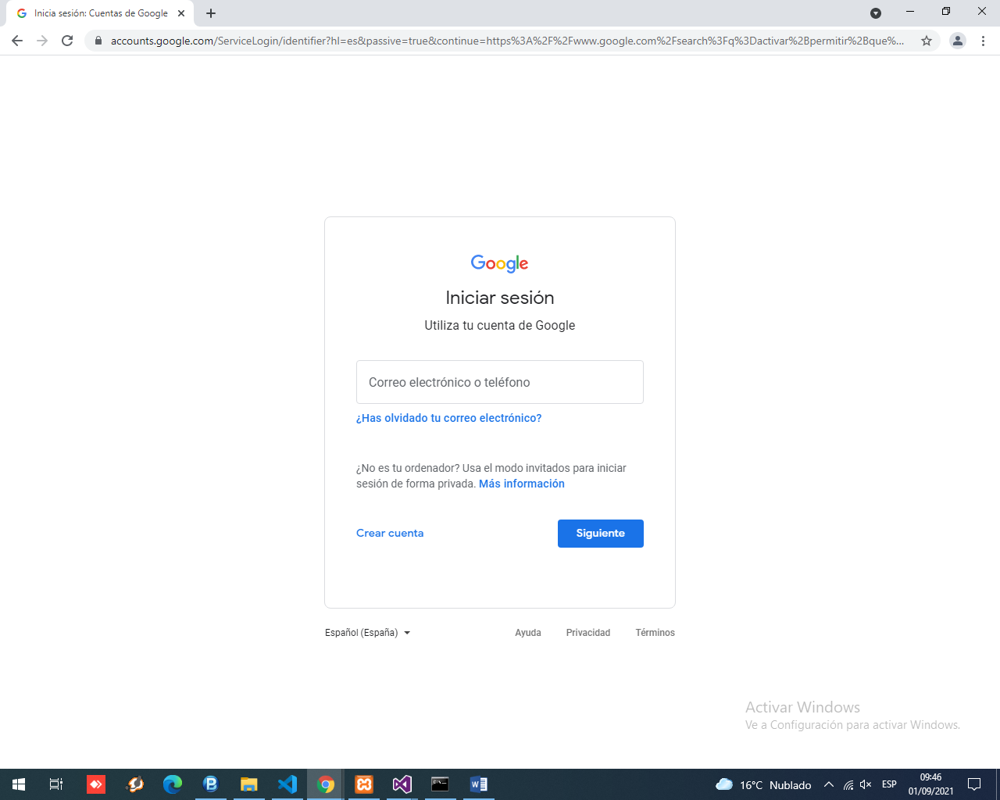 Inicia sesión: Cuentas de Google
accounts.google.com/ServiceLogin/identifier?hl=es&passive=true&continue=https%3A%2F%2Fwww.google.com%2Fsearch%3Fq%3Dactivar%2Bpermitir%2Bque%...
Google
Iniciar sesión
Utiliza tu cuenta de Google
Correo electrónico o teléfono
¿Has olvidado tu correo electrónico?
¿No es tu ordenador? Usa el modo invitados para iniciar
sesión de forma privada. Más información
Crear cuenta
Siguiente
Español (España)
Ayuda
Privacidad
Términos
Activar Windows
Ve a Configuración para activar Windows.
16°C Nublado
ESP
09:46
01/09/2021